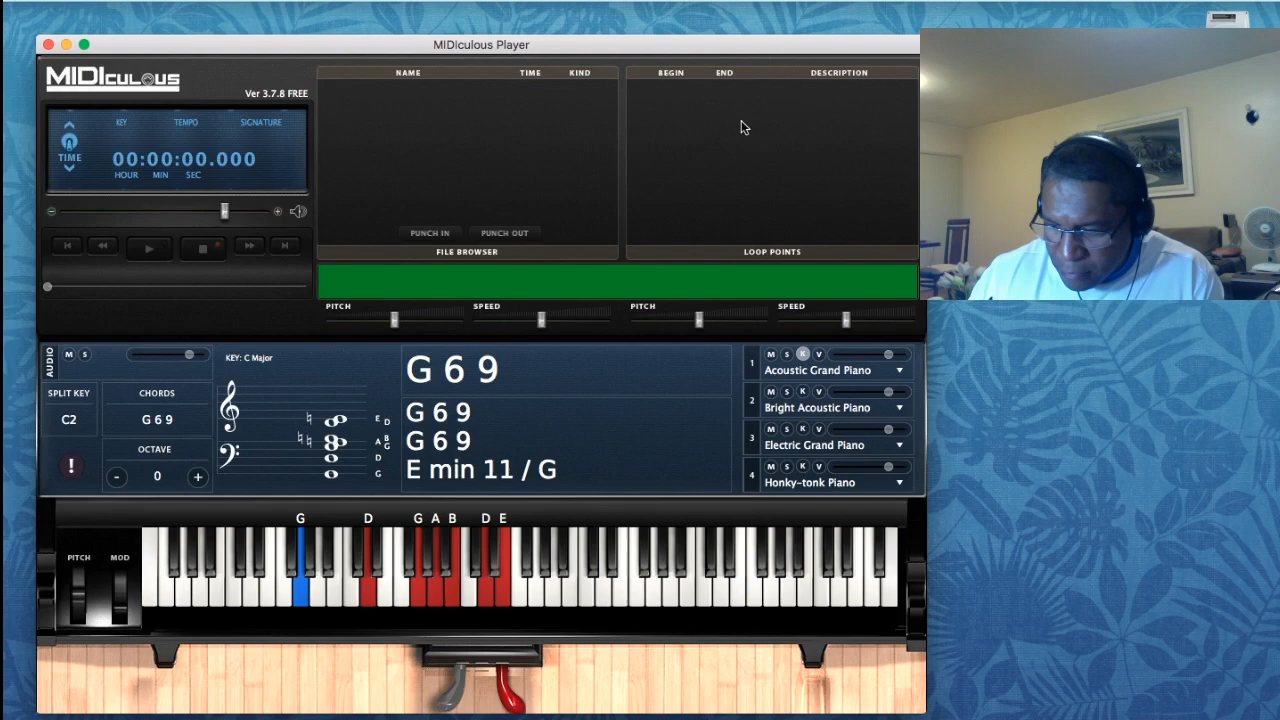 MIDIculous Player
MIDIculous
Ver 3.7.8 FREE
KEY TEMPO SIGNATURE
TIME
00:00:00.000
HOUR MIN SEC
NAME TIME KIND
BEGIN END DESCRIPTION
PUNCH IN PUNCH OUT
FILE BROWSER
LOOP POINTS
PITCH SPEED PITCH SPEED
AUDIO
M S
SPLIT KEY
C2
!
CHORDS
G 6 9
OCTAVE
- 0 +
KEY: C Major
E D
A B G
D
G
G 6 9
G 6 9
G 6 9
E min 11 / G
1 M S K V
Acoustic Grand Piano
2 M S K V
Bright Acoustic Piano
3 M S K V
Electric Grand Piano
4 M S K V
Honky-tonk Piano
G D G A B D E
PITCH MOD